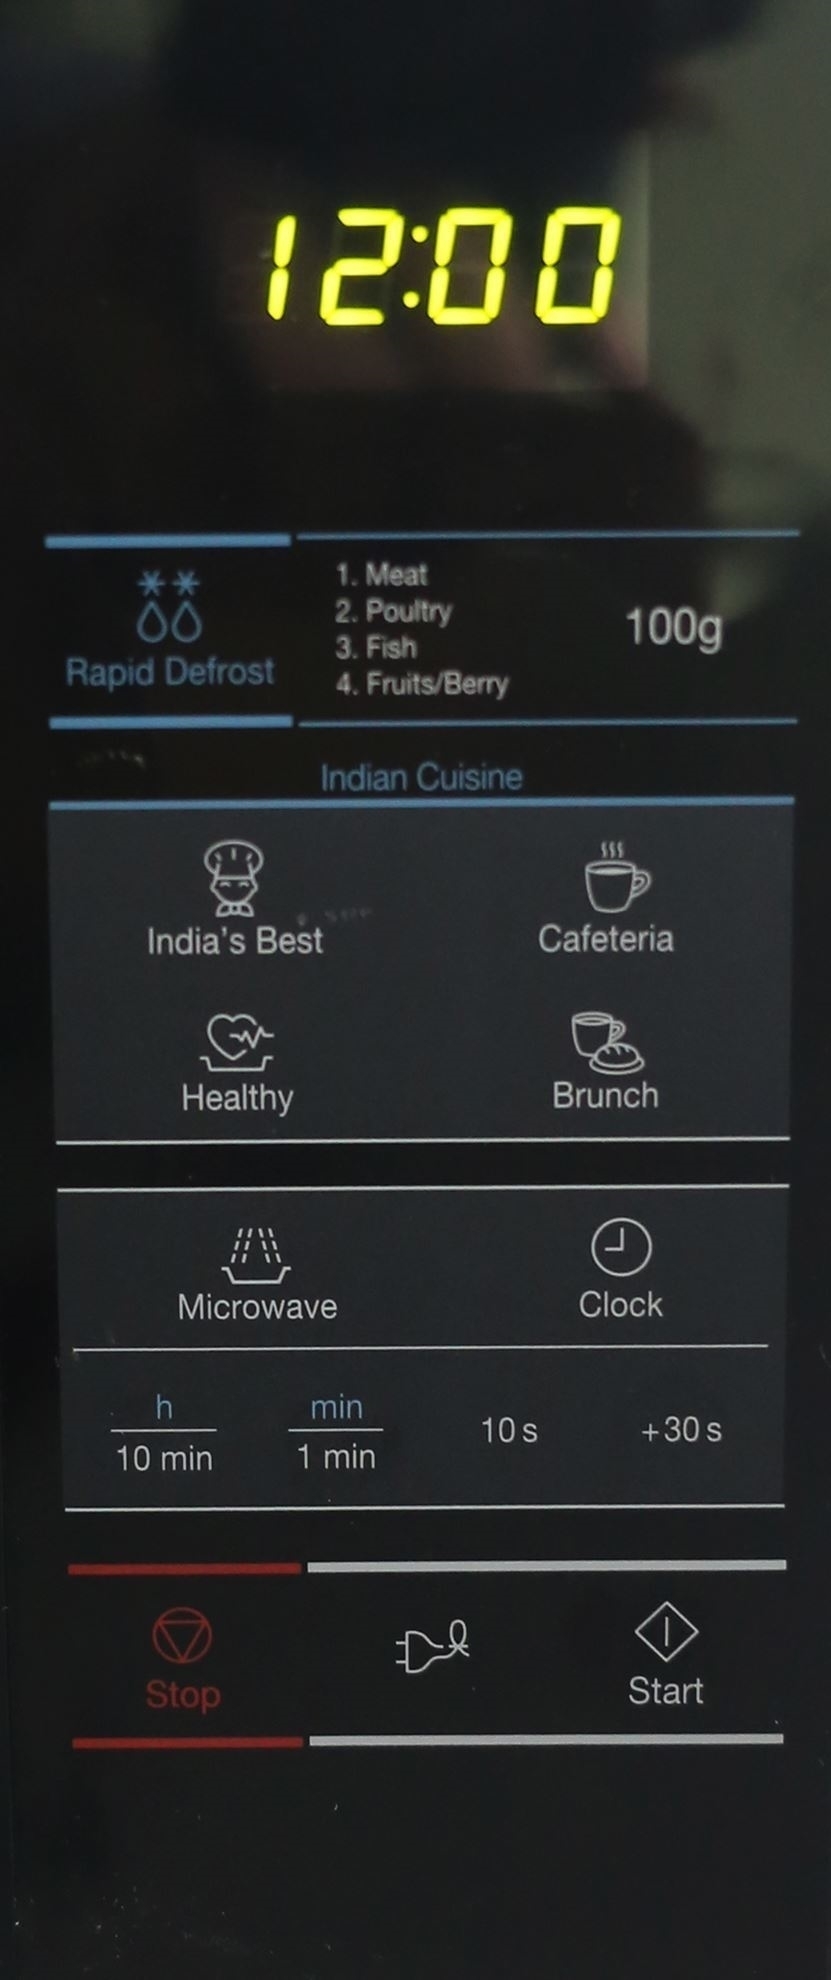 12:00
1. Meat
2. Poultry
3. Fish
4. Fruits/Berry
100g
Rapid Defrost
Indian Cuisine
India's Best
Cafeteria
Healthy
Brunch
Microwave
Clock
h
10 min
min
1 min
10 s
+30 s
Stop
Start